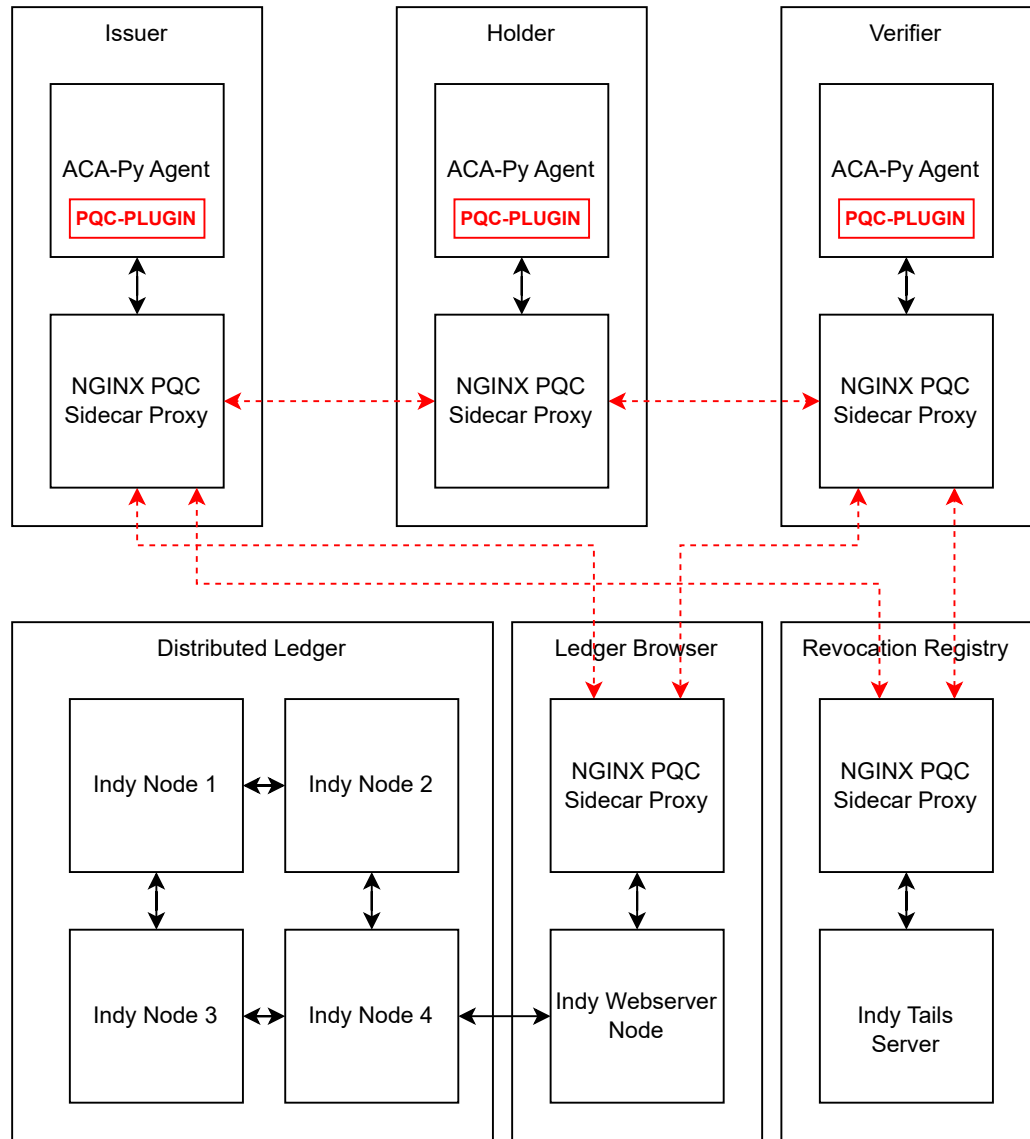 Issuer
Holder
Verifier
ACA-Py Agent
PQC-PLUGIN
ACA-Py Agent
PQC-PLUGIN
ACA-Py Agent
PQC-PLUGIN
NGINX PQC
Sidecar Proxy
NGINX PQC
Sidecar Proxy
NGINX PQC
Sidecar Proxy
Distributed Ledger
Ledger Browser
Revocation Registry
Indy Node 1
Indy Node 2
NGINX PQC
Sidecar Proxy
NGINX PQC
Sidecar Proxy
Indy Node 3
Indy Node 4
Indy Webserver
Node
Indy Tails
Server